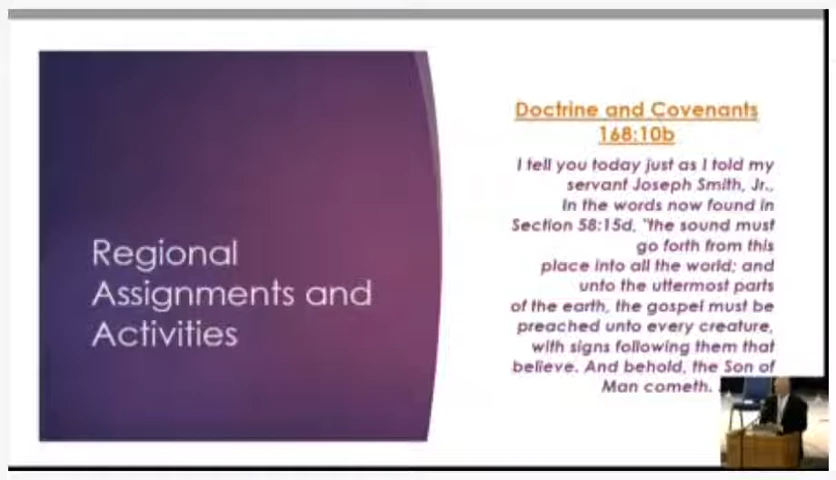 Regional
Assignments and
Activities
Doctrine and Covenants
168:10b
I tell you today just as I told my
servant Joseph Smith, Jr.,
In the words now found in
Section 58:15d, "the sound must
go forth from this
place into all the world; and
unto the uttermost parts
of the earth, the gospel must be
preached unto every creature,
with signs following them that
believe. And behold, the Son of
Man cometh.